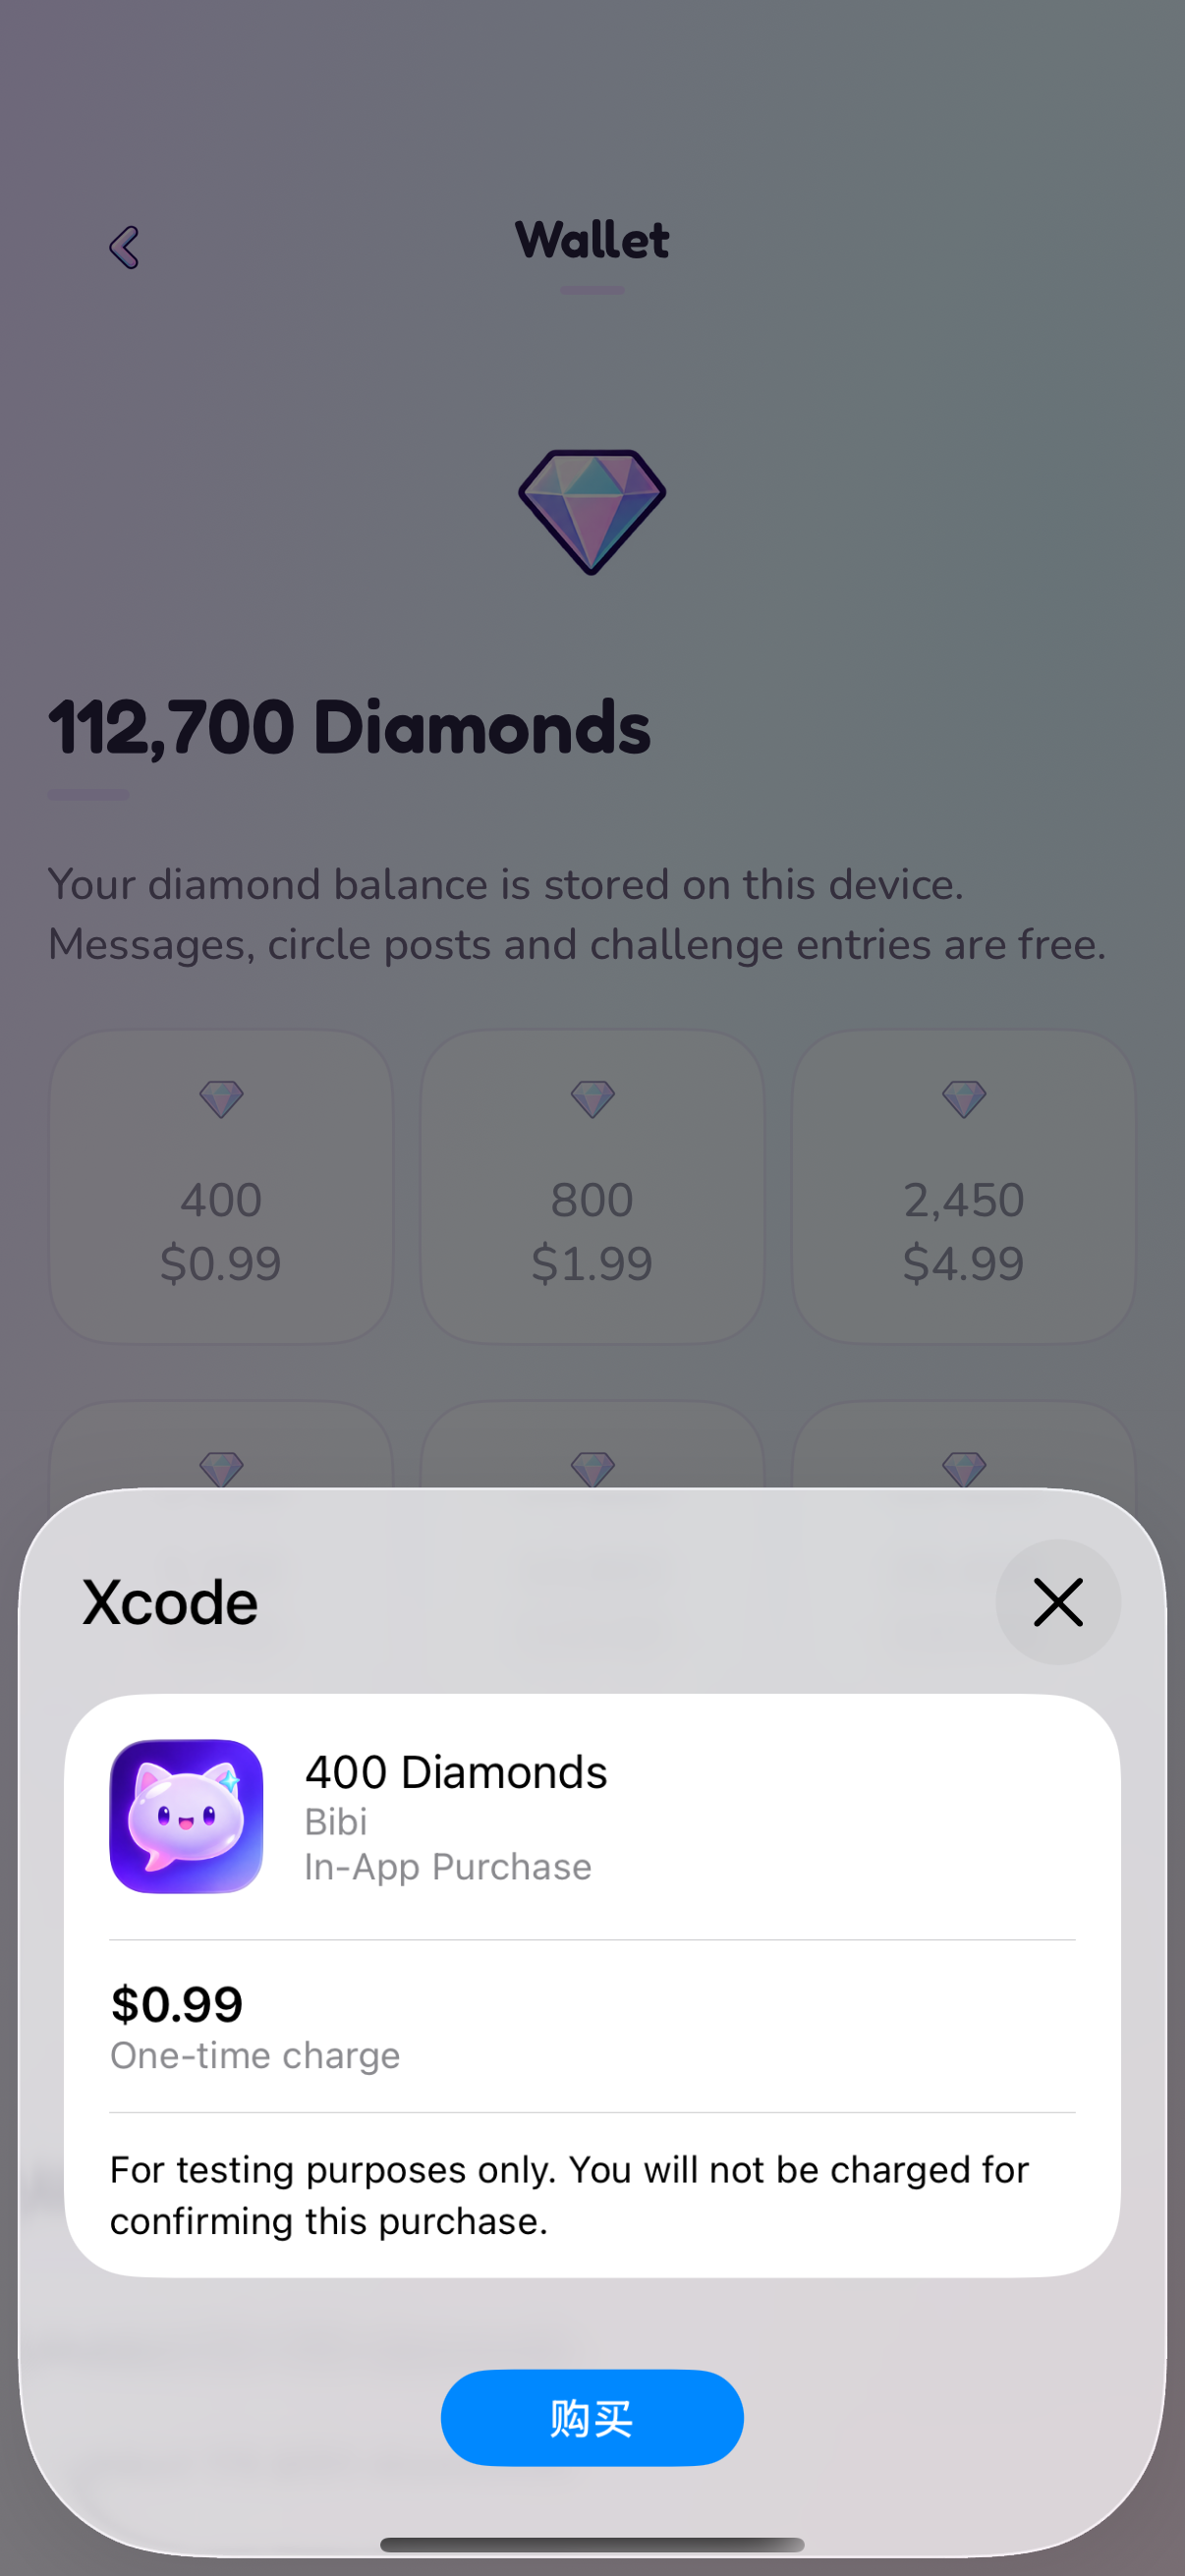 Wallet
112,700 Diamonds
Your diamond balance is stored on this device.
Messages, circle posts and challenge entries are free.
400
$0.99
800
$1.99
2,450
$4.99
Xcode
400 Diamonds
Bibi
In-App Purchase
$0.99
One-time charge
For testing purposes only. You will not be charged for
confirming this purchase.
购买